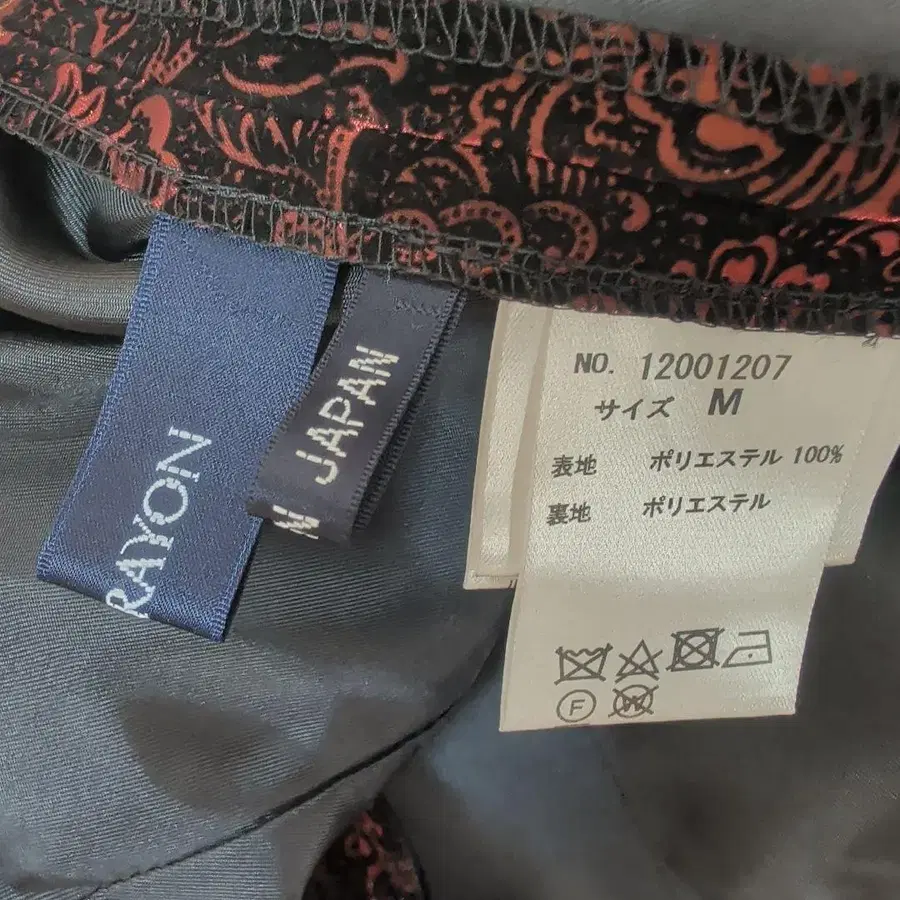 RAYON
N JAPAN
NO. 12001207
サイズ M
表地 ポリエステル 100%
裏地 ポリエステル
F
W